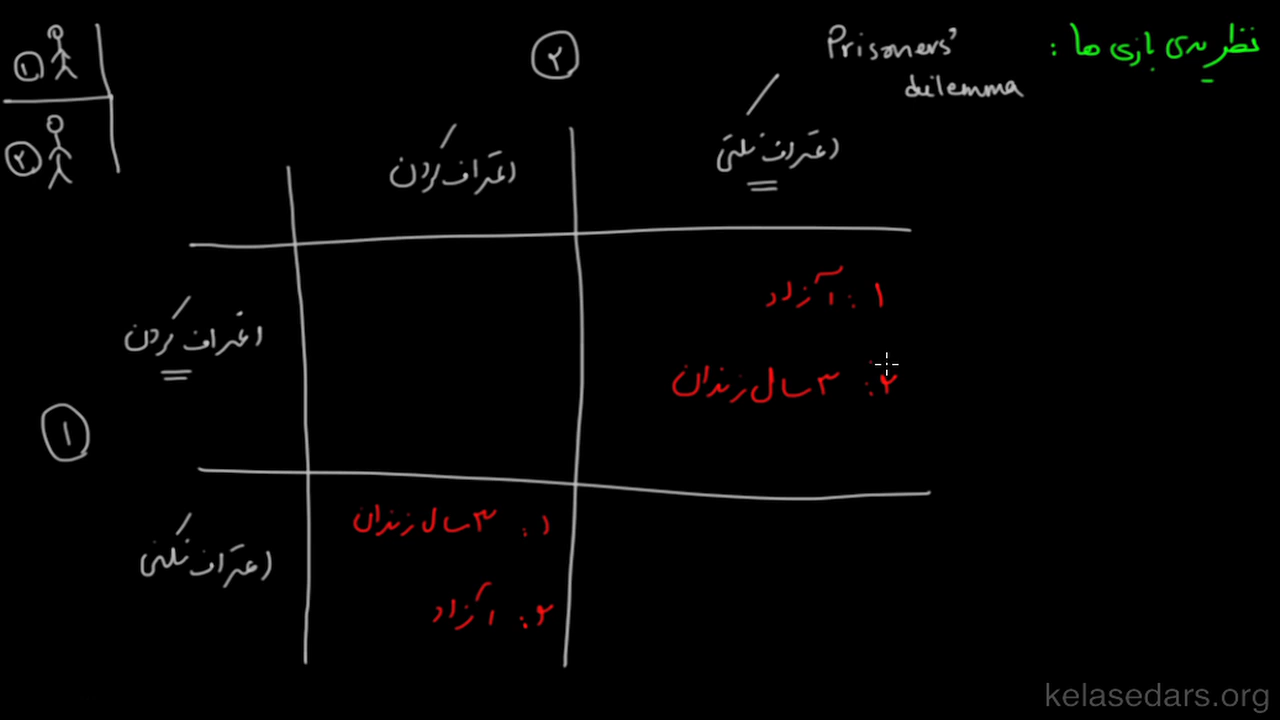 نظریه‌ی بازی ها :
Prisoners'
dilemma
۱
۲
۲
اعتراف نکنی
اعتراف کردن
۱ : آزاد
۲ : ۳ سال زندان
اعتراف کردن
۱
۱ : ۳ سال زندان
۲ : آزاد
اعتراف نکنی
kelasedars.org